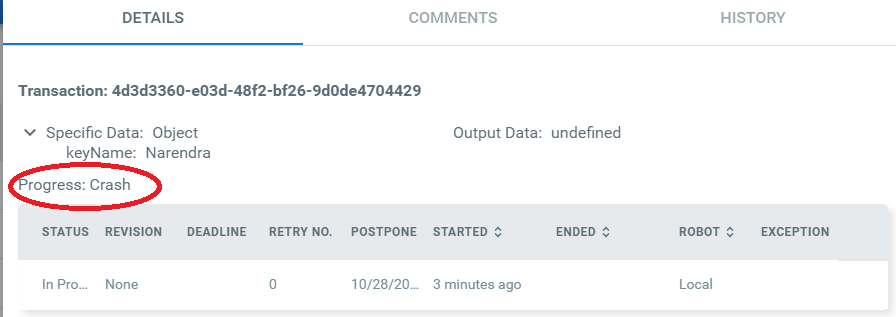 DETAILS COMMENTS HISTORY
Transaction: 4d3d3360-e03d-48f2-bf26-9d0de4704429
Specific Data: Object Output Data: undefined
keyName: Narendra
Progress: Crash
STATUS REVISION DEADLINE RETRY NO. POSTPONE STARTED ENDED ROBOT EXCEPTION
In Pro... None 0 10/28/20... 3 minutes ago Local